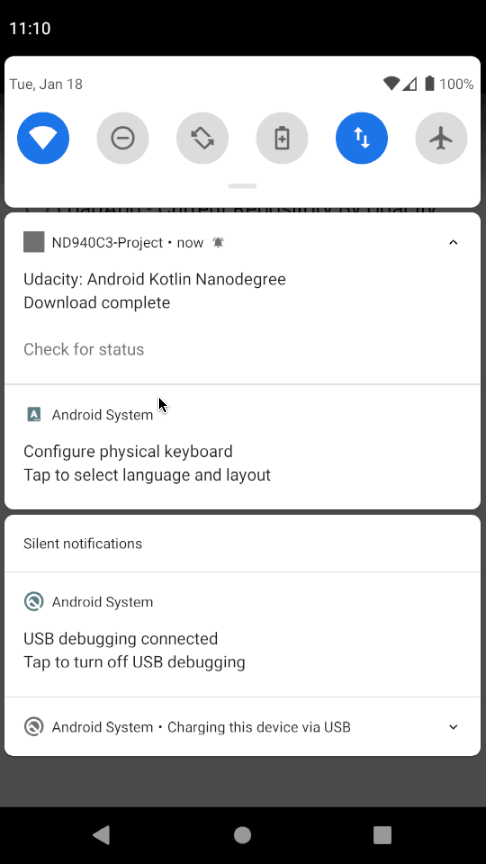 11:10
Tue, Jan 18
100%
ND940C3-Project • now
Udacity: Android Kotlin Nanodegree
Download complete
Check for status
Android System
Configure physical keyboard
Tap to select language and layout
Silent notifications
Android System
USB debugging connected
Tap to turn off USB debugging
Android System • Charging this device via USB